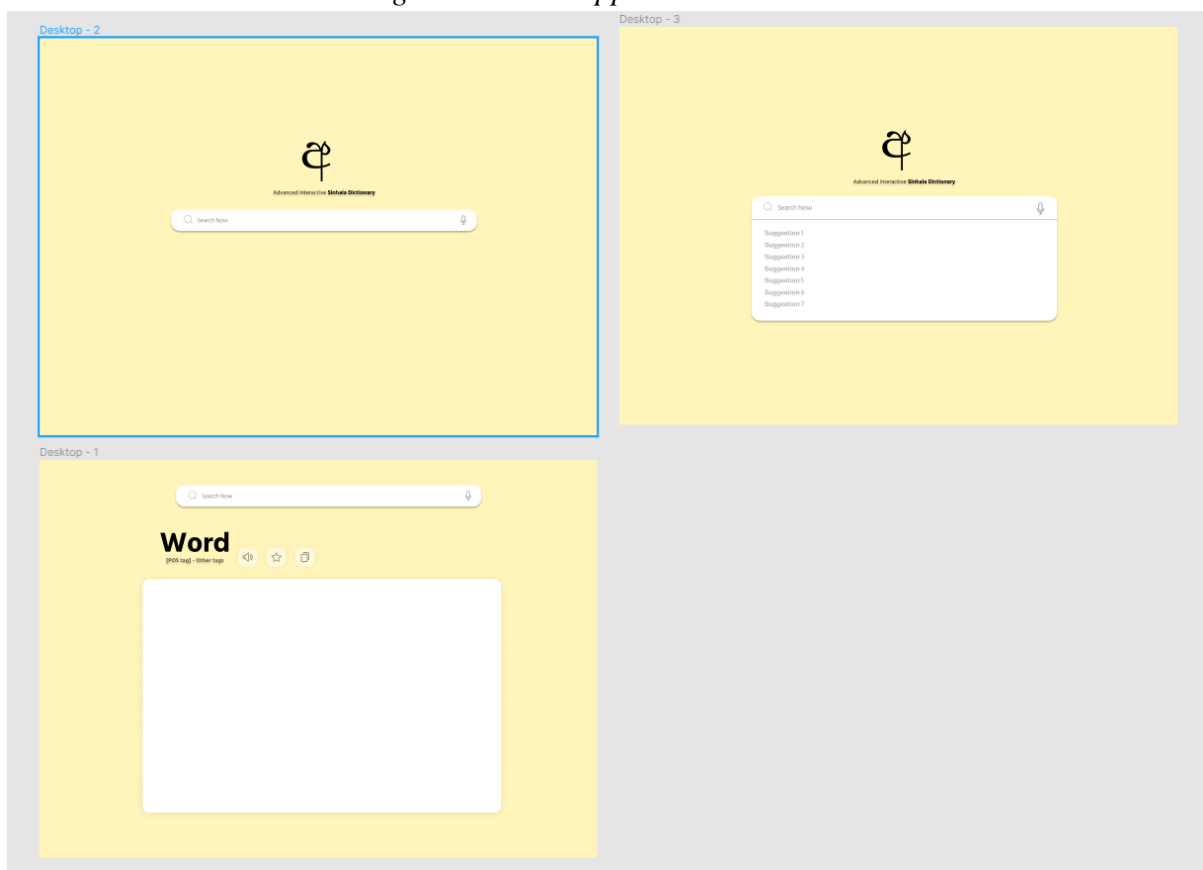 Desktop - 2
Advanced Interactive Sinhala Dictionary
Search Now
Desktop - 3
Advanced Interactive Sinhala Dictionary
Search Now
Suggestion 1
Suggestion 2
Suggestion 3
Suggestion 4
Suggestion 5
Suggestion 6
Suggestion 7
Desktop - 1
Search Now
Word
[POS tag] - Other tags